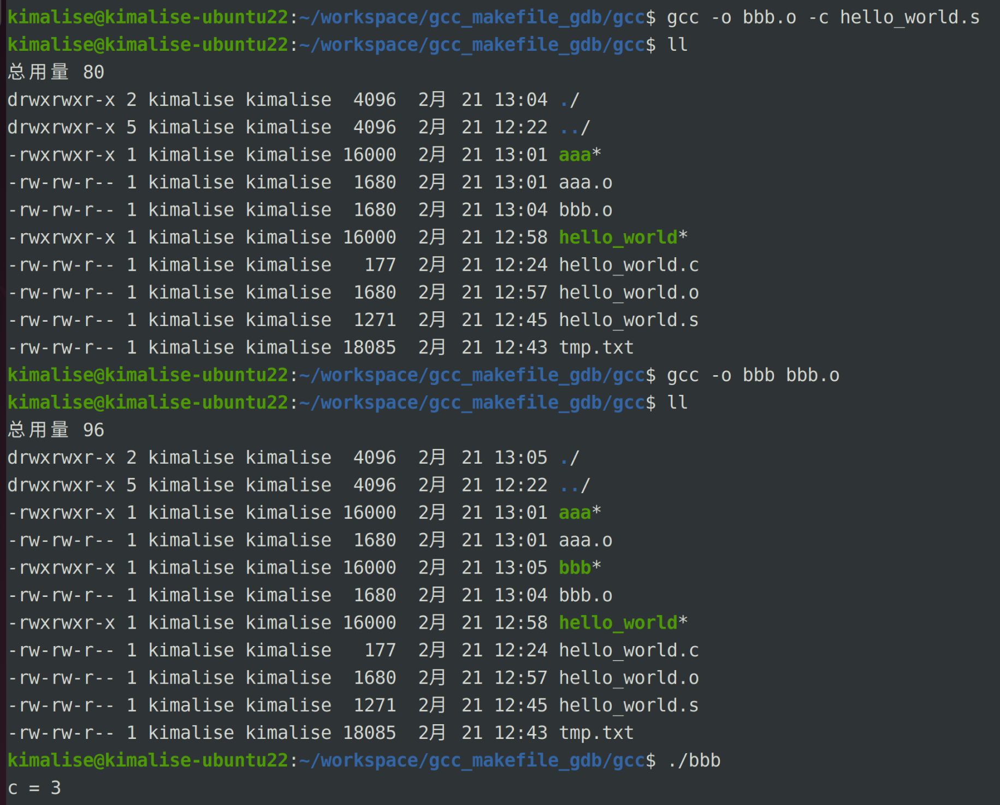 kimalise@kimalise-ubuntu22:~/workspace/gcc_makefile_gdb/gcc$ gcc -o bbb.o -c hello_world.s
kimalise@kimalise-ubuntu22:~/workspace/gcc_makefile_gdb/gcc$ ll
总用量 80
drwxrwxr-x 2 kimalise kimalise  4096  2月 21 13:04 ./
drwxrwxr-x 5 kimalise kimalise  4096  2月 21 12:22 ../
-rwxrwxr-x 1 kimalise kimalise 16000  2月 21 13:01 aaa*
-rw-rw-r-- 1 kimalise kimalise  1680  2月 21 13:01 aaa.o
-rw-rw-r-- 1 kimalise kimalise  1680  2月 21 13:04 bbb.o
-rwxrwxr-x 1 kimalise kimalise 16000  2月 21 12:58 hello_world*
-rw-rw-r-- 1 kimalise kimalise   177  2月 21 12:24 hello_world.c
-rw-rw-r-- 1 kimalise kimalise  1680  2月 21 12:57 hello_world.o
-rw-rw-r-- 1 kimalise kimalise  1271  2月 21 12:45 hello_world.s
-rw-rw-r-- 1 kimalise kimalise 18085  2月 21 12:43 tmp.txt
kimalise@kimalise-ubuntu22:~/workspace/gcc_makefile_gdb/gcc$ gcc -o bbb bbb.o
kimalise@kimalise-ubuntu22:~/workspace/gcc_makefile_gdb/gcc$ ll
总用量 96
drwxrwxr-x 2 kimalise kimalise  4096  2月 21 13:05 ./
drwxrwxr-x 5 kimalise kimalise  4096  2月 21 12:22 ../
-rwxrwxr-x 1 kimalise kimalise 16000  2月 21 13:01 aaa*
-rw-rw-r-- 1 kimalise kimalise  1680  2月 21 13:01 aaa.o
-rwxrwxr-x 1 kimalise kimalise 16000  2月 21 13:05 bbb*
-rw-rw-r-- 1 kimalise kimalise  1680  2月 21 13:04 bbb.o
-rwxrwxr-x 1 kimalise kimalise 16000  2月 21 12:58 hello_world*
-rw-rw-r-- 1 kimalise kimalise   177  2月 21 12:24 hello_world.c
-rw-rw-r-- 1 kimalise kimalise  1680  2月 21 12:57 hello_world.o
-rw-rw-r-- 1 kimalise kimalise  1271  2月 21 12:45 hello_world.s
-rw-rw-r-- 1 kimalise kimalise 18085  2月 21 12:43 tmp.txt
kimalise@kimalise-ubuntu22:~/workspace/gcc_makefile_gdb/gcc$ ./bbb
c = 3